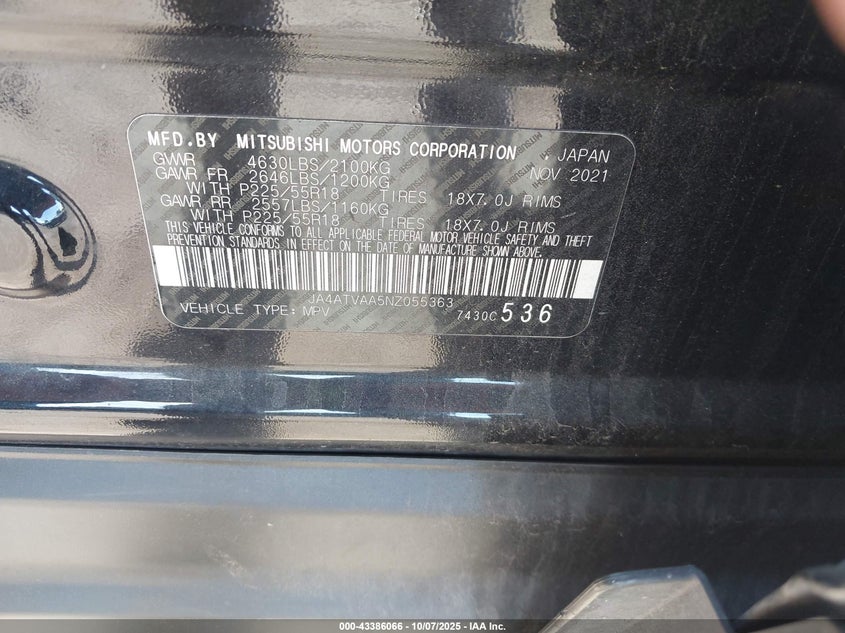 MFD.BY MITSUBISHI MOTORS CORPORATION , JAPAN
GVWR 4630LBS/2100KG NOV 2021
GAWR FR 2646LBS/1200KG
WITH P225/55R18 TIRES 18X7.0J RIMS
GAWR RR 2557LBS/1160KG
WITH P225/55R18 TIRES 18X7.0J RIMS
THIS VEHICLE CONFORMS TO ALL APPLICABLE FEDERAL MOTOR VEHICLE SAFETY AND THEFT
PREVENTION STANDARDS IN EFFECT ON THE DATE OF MANUFACTURE SHOWN ABOVE.
JA4ATVAA5NZ055363
VEHICLE TYPE: MPV 7430C 536
000-43386066 - 10/07/2025 - IAA Inc.